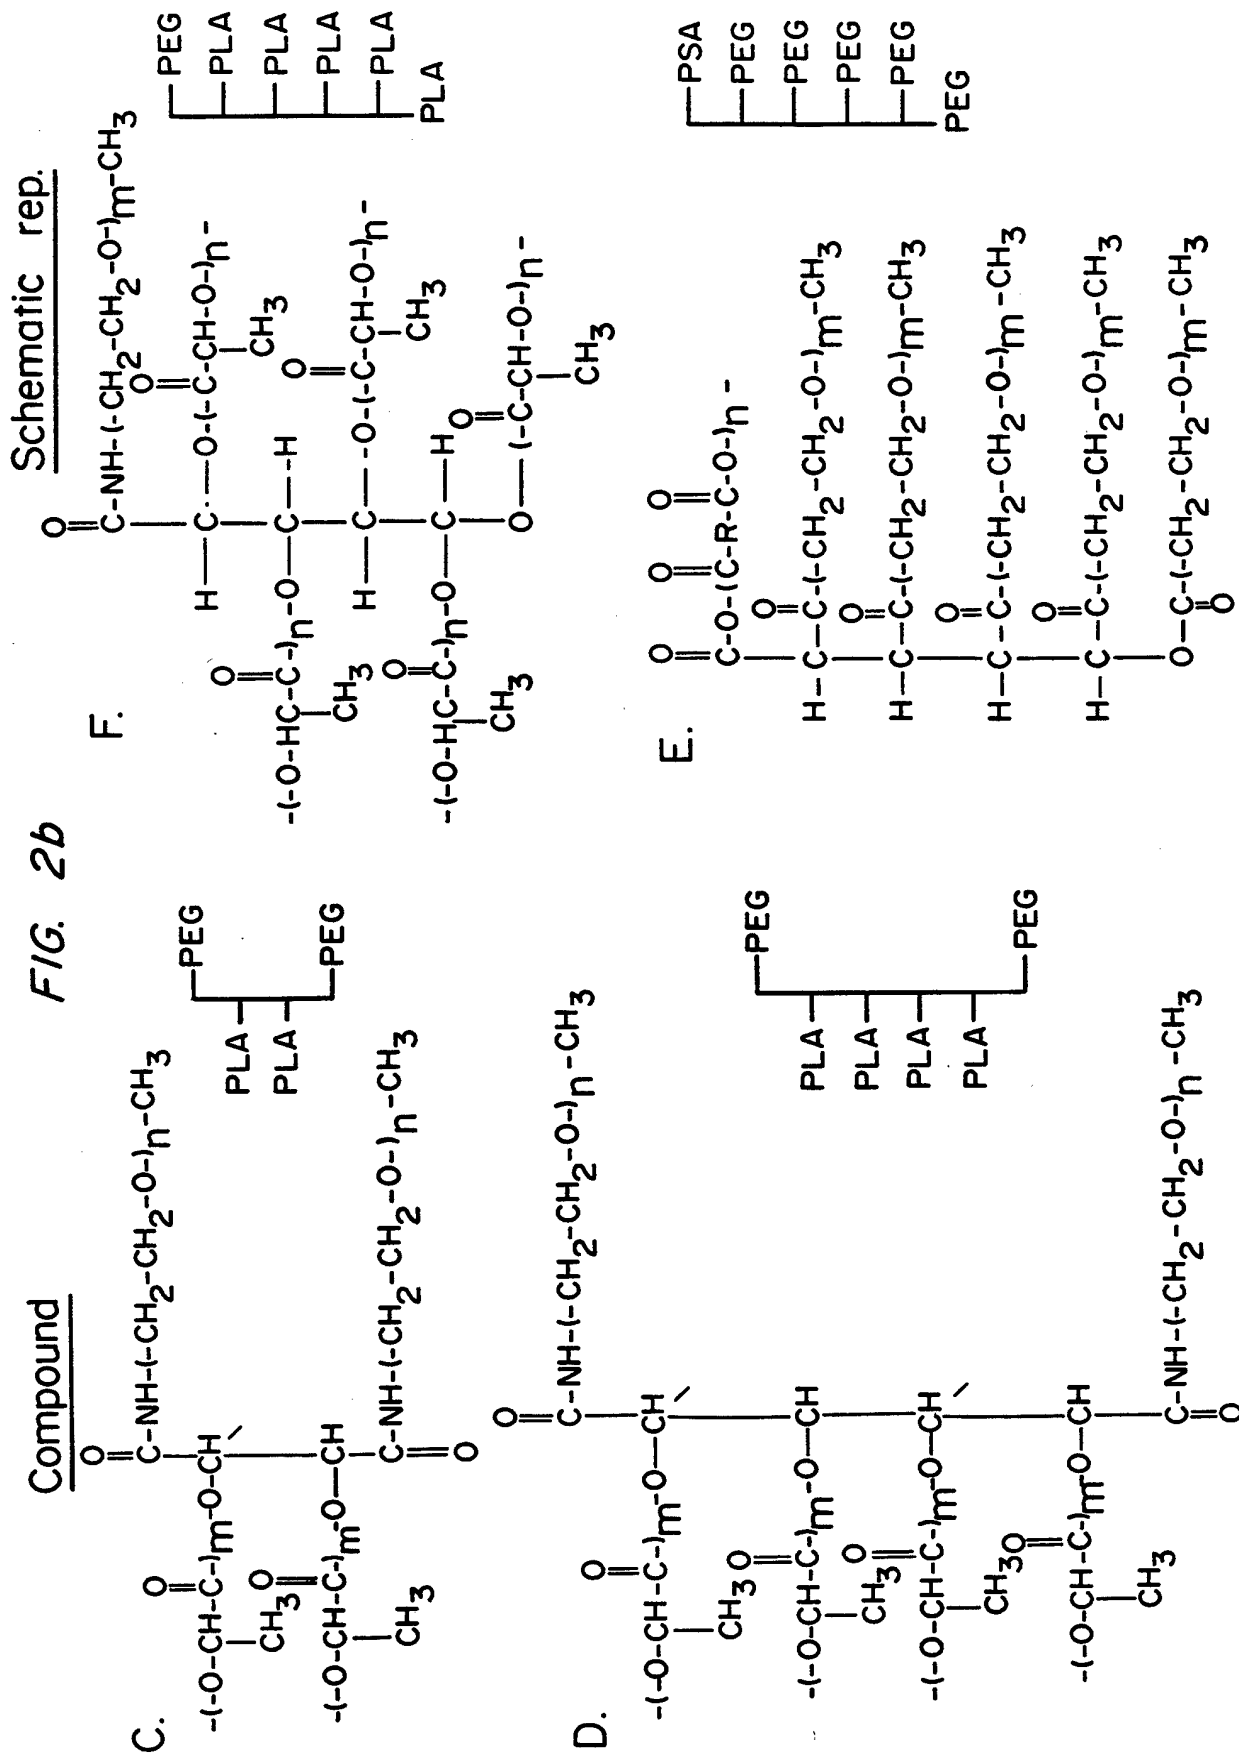 FIG. 2b
Compound
Schematic rep.
C.
O
C-NH-(-CH2-CH2-O-)n-CH3
O
-(-O-CH-C-)m-O-CH
CH3
O
-(-O-CH-C-)m-O-CH
CH3
C-NH-(-CH2-CH2-O-)n-CH3
O
PEG
PLA
PLA
PEG
F.
O
C-NH-(-CH2-CH2-O-)m-CH3
O
H-C-O-(-C-CH-O-)n-
CH3
O
-(-O-HC-C-)n-O-C-H
CH3
O
H-C-O-(-C-CH-O-)n-
CH3
O
-(-O-HC-C-)n-O-C-H
CH3
O
O-(-C-CH-O-)n-
CH3
PEG
PLA
PLA
PLA
PLA
PLA
D.
O
C-NH-(-CH2-CH2-O-)n-CH3
O
-(-O-CH-C-)m-O-CH
CH3
O
-(-OCH-C-)m-O-CH
CH3
O
-(-OCH-C-)m-O-CH
CH3
O
-(-OCH-C-)m-O-CH
CH3
C-NH-(-CH2-CH2-O-)n-CH3
O
PEG
PLA
PLA
PLA
PLA
PEG
E.
O O O
C-O-(C-R-C-O-)n-
O
H-C-C-(-CH2-CH2-O-)m-CH3
O
H-C-C-(-CH2-CH2-O-)m-CH3
O
H-C-C-(-CH2-CH2-O-)m-CH3
O
H-C-C-(-CH2-CH2-O-)m-CH3
O-C-(-CH2-CH2-O-)m-CH3
O
PSA
PEG
PEG
PEG
PEG
PEG